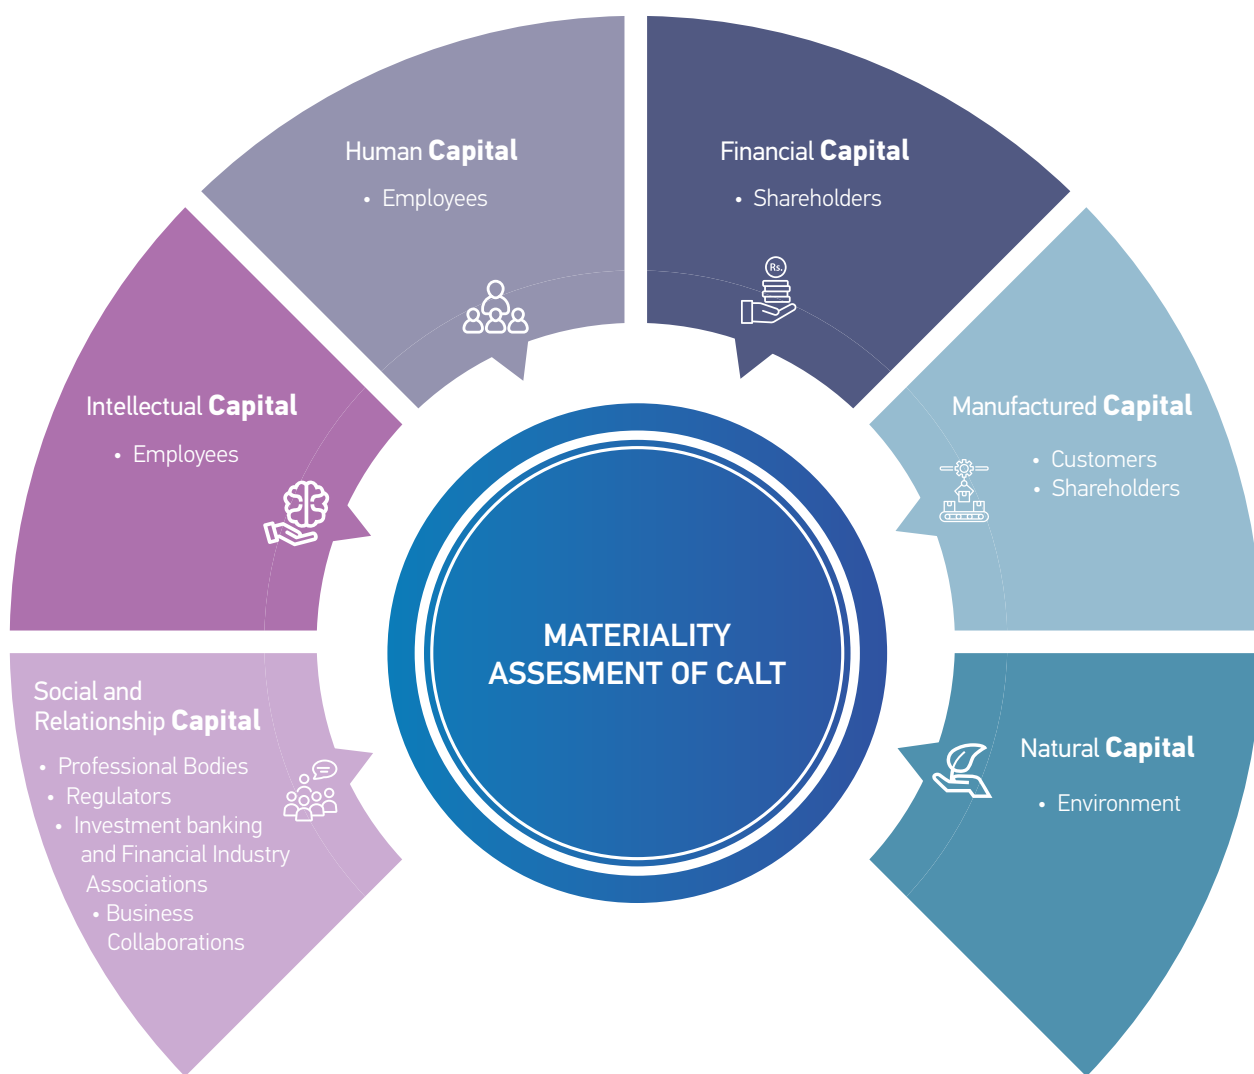 Human Capital
• Employees
Financial Capital
• Shareholders
Rs.
Intellectual Capital
• Employees
Manufactured Capital
• Customers
• Shareholders
MATERIALITY
ASSESMENT OF CALT
Social and
Relationship Capital
• Professional Bodies
• Regulators
• Investment banking
and Financial Industry
Associations
• Business
Collaborations
Natural Capital
• Environment